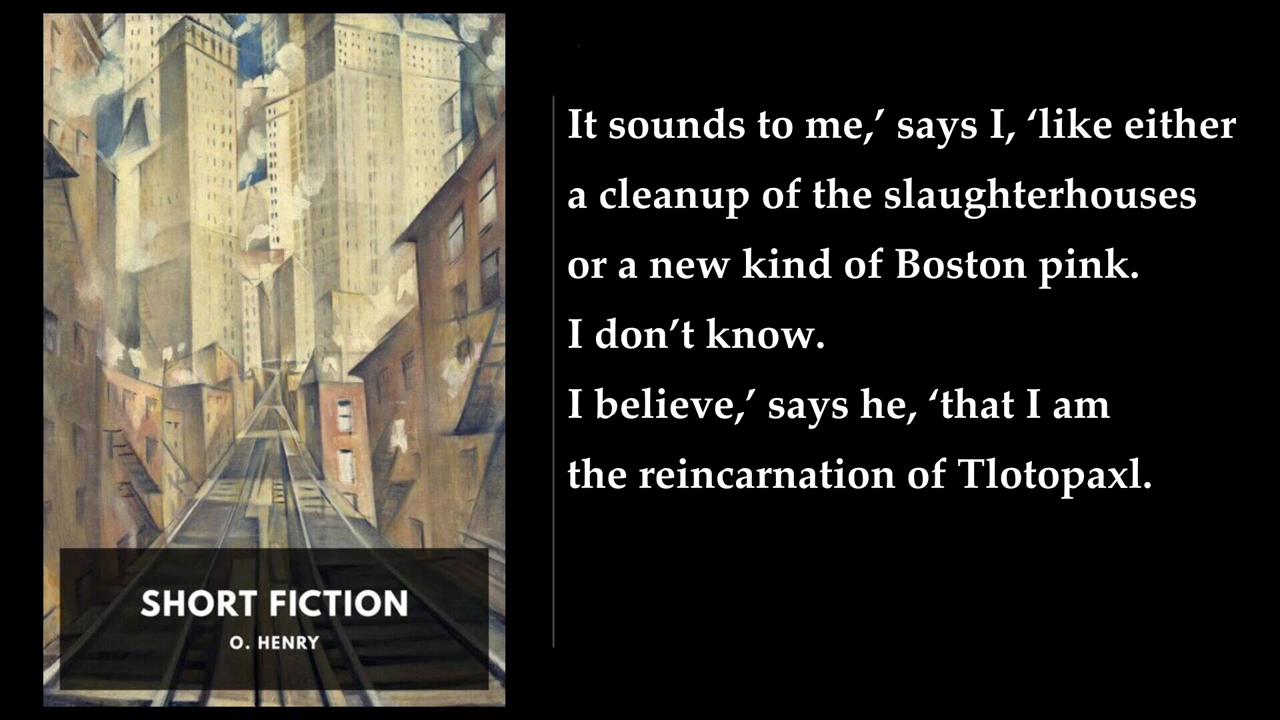 SHORT FICTION
O. HENRY
It sounds to me,’ says I, ‘like either
a cleanup of the slaughterhouses
or a new kind of Boston pink.
I don’t know.
I believe,’ says he, ‘that I am
the reincarnation of Tlotopaxl.